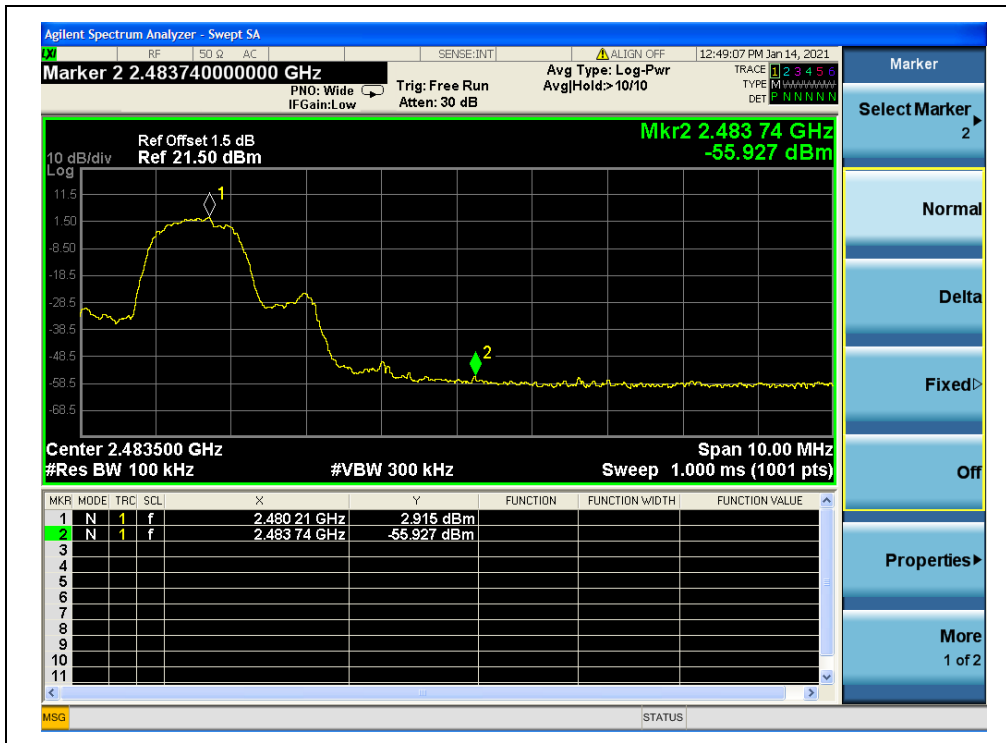 Agilent Spectrum Analyzer - Swept SA
LXI RF 50 Ω AC SENSE:INT ALIGN OFF 12:49:07 PM Jan 14, 2021
Marker 2 2.483740000000 GHz
PNO: Wide Trig: Free Run Avg Type: Log-Pwr TRACE 1 2 3 4 5 6
IFGain:Low Atten: 30 dB Avg|Hold:>10/10 TYPE M WWWWW
DET P N N N N N
Ref Offset 1.5 dB
10 dB/div Ref 21.50 dBm
Log
Mkr2 2.483 74 GHz
-55.927 dBm
11.5
1.50
-8.50
-18.5
-28.5
-38.5
-48.5
-58.5
-68.5
1
2
Center 2.483500 GHz Span 10.00 MHz
#Res BW 100 kHz #VBW 300 kHz Sweep 1.000 ms (1001 pts)
MKR MODE TRC SCL X Y FUNCTION FUNCTION WIDTH FUNCTION VALUE
1 N 1 f 2.480 21 GHz 2.915 dBm
2 N 1 f 2.483 74 GHz -55.927 dBm
3
4
5
6
7
8
9
10
11
MSG STATUS
Marker
Select Marker
2
Normal
Delta
Fixed
Off
Properties
More
1 of 2